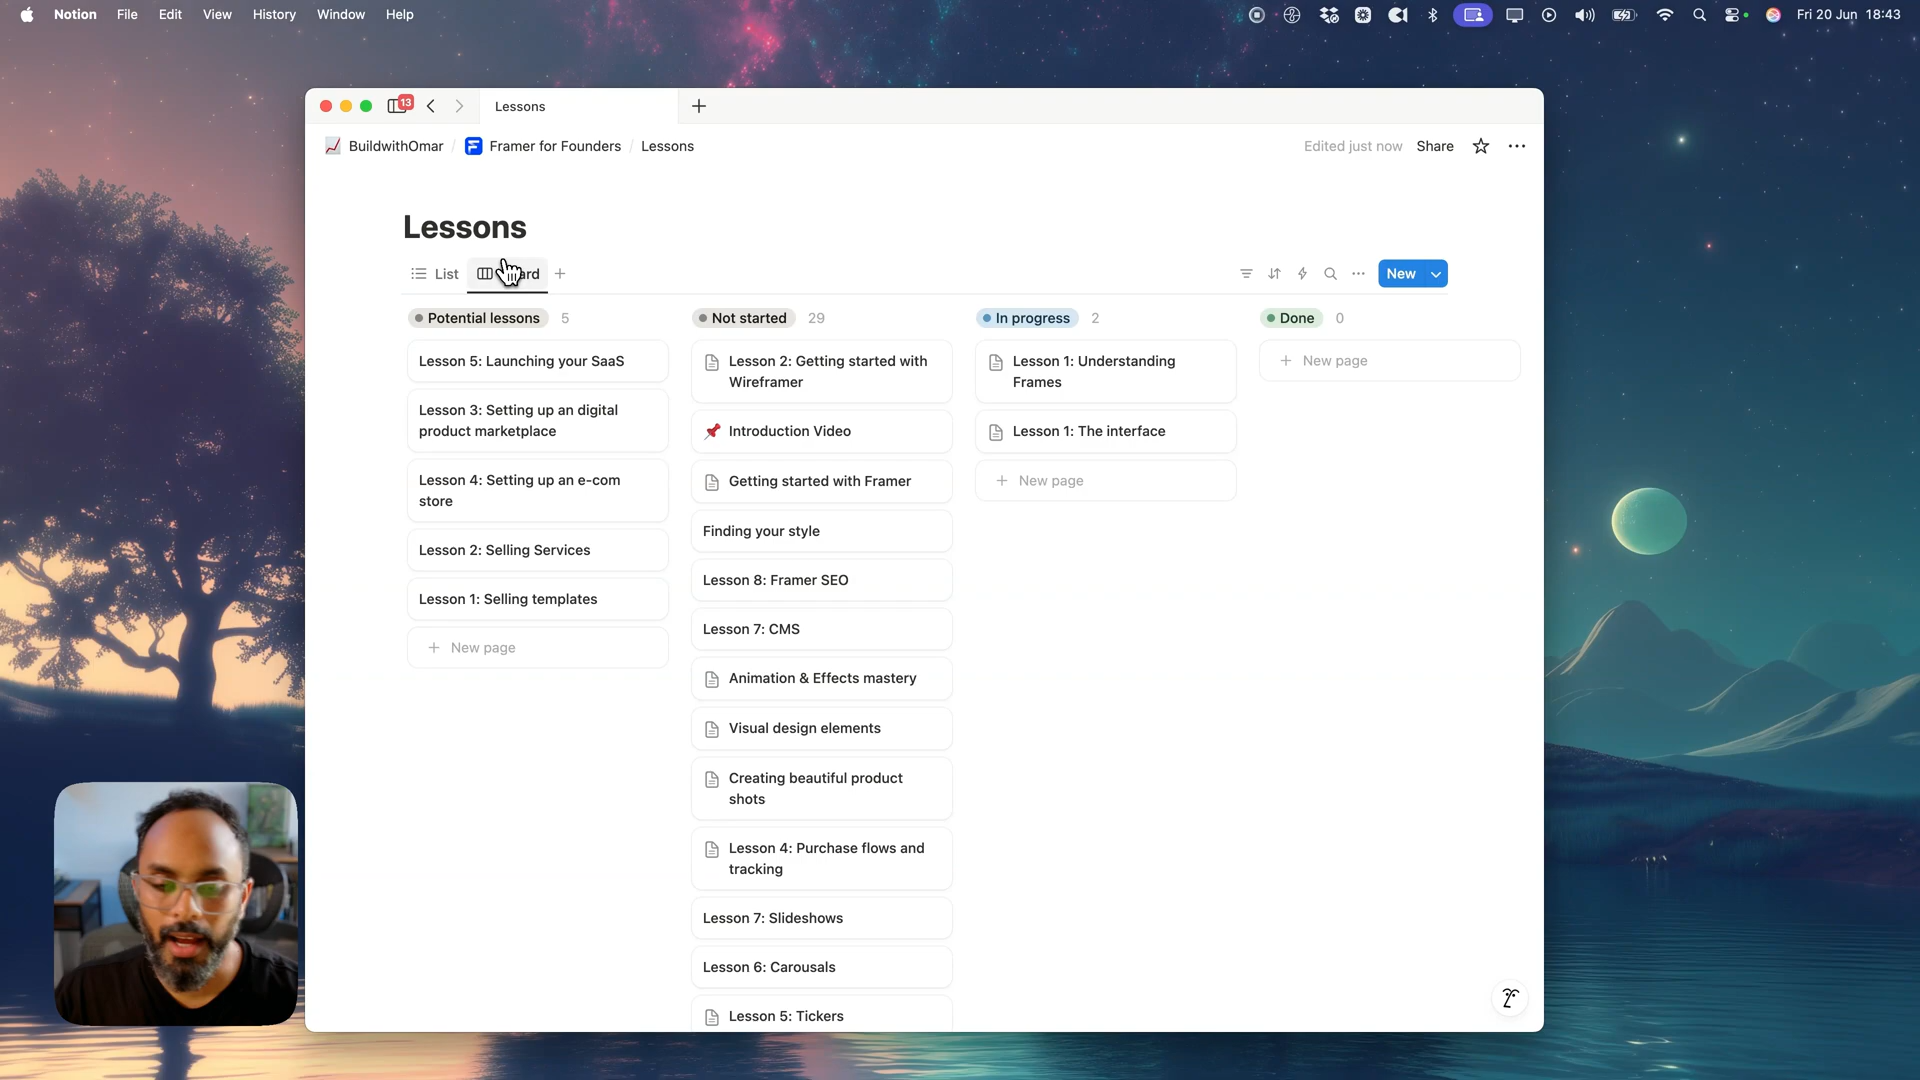 Notion File Edit View History Window Help
Fri 20 Jun 18:43
13
Lessons
BuildwithOmar / Framer for Founders / Lessons
Edited just now Share
Lessons
List
New
Potential lessons 5
Lesson 5: Launching your SaaS
Lesson 3: Setting up an digital
product marketplace
Lesson 4: Setting up an e-com
store
Lesson 2: Selling Services
Lesson 1: Selling templates
+ New page
Not started 29
Lesson 2: Getting started with
Wireframer
Introduction Video
Getting started with Framer
Finding your style
Lesson 8: Framer SEO
Lesson 7: CMS
Animation & Effects mastery
Visual design elements
Creating beautiful product
shots
Lesson 4: Purchase flows and
tracking
Lesson 7: Slideshows
Lesson 6: Carousals
Lesson 5: Tickers
In progress 2
Lesson 1: Understanding
Frames
Lesson 1: The interface
+ New page
Done 0
+ New page